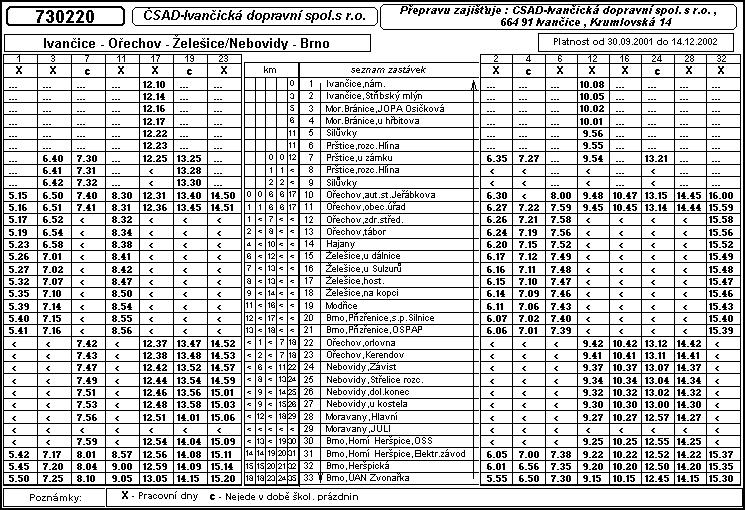 730220
ČSAD-Ivančická dopravní spol.s r.o.
Přepravu zajišťuje : ČSAD-Ivančická dopravní spol.s r.o. ,
664 91 Ivančice , Krumlovská 14
Ivančice - Ořechov - Želešice/Nebovidy - Brno
Platnost od 30.09.2001 do 14.12.2002
1 3 7 11 17 19 23 km seznam zastávek 2 4 6 12 16 24 28 32
X X c X X c X X c X X X c X X
... ... ... ... 12.10 ... ... 0 1 Ivančice,nám. ... ... ... 10.08 ... ... ... ...
... ... ... ... 12.14 ... ... 3 2 Ivančice,Stříbský mlýn ... ... ... 10.05 ... ... ... ...
... ... ... ... 12.16 ... ... 5 3 Mor.Bránice,JOPA Osičková ... ... ... 10.02 ... ... ... ...
... ... ... ... 12.17 ... ... 6 4 Mor.Bránice,u hřbitova ... ... ... 10.01 ... ... ... ...
... ... ... ... 12.22 ... ... 11 5 Silůvky ... ... ... 9.56 ... ... ... ...
... ... ... ... 12.23 ... ... 11 6 Prštice,rozc.Hlína ... ... ... 9.55 ... ... ... ...
... 6.40 7.30 ... 12.25 13.25 ... 0 0 12 7 Prštice,u zámku 6.35 7.27 ... 9.54 ... 13.21 ... ...
... 6.41 7.31 ... < 13.28 ... 1 1 < 8 Prštice,rozc.Hlína < < ... < ... < ... ...
... 6.42 7.32 ... < 13.30 ... 2 < < 9 Silůvky < < ... < ... < ... ...
5.15 6.50 7.40 8.30 12.31 13.40 14.50 0 0 6 6 17 10 Ořechov,aut.st.Jeřábkova 6.30 < 8.00 9.48 10.47 13.15 14.45 16.00
5.16 6.51 7.41 8.31 12.36 13.45 14.51 1 1 6 6 17 11 Ořechov,obec.úřad 6.27 7.22 7.59 9.45 10.45 13.14 14.44 15.59
5.17 6.52 < 8.32 < < < 1 < 7 < < 12 Ořechov,zdr.střed. 6.26 7.21 7.58 < < < < 15.58
5.19 6.54 < 8.34 < < < 2 < 8 < < 13 Ořechov,tábor 6.24 7.19 7.56 < < < < 15.56
5.23 6.58 < 8.38 < < < 4 < 10 < < 14 Hajany 6.20 7.15 7.52 < < < < 15.52
5.26 7.01 < 8.41 < < < 6 < 12 < < 15 Želešice,u dálnice 6.17 7.12 7.49 < < < < 15.49
5.27 7.02 < 8.42 < < < 7 < 13 < < 16 Želešice,u Sulzurů 6.16 7.11 7.48 < < < < 15.48
5.32 7.07 < 8.47 < < < 8 < 13 < < 17 Želešice,host. 6.15 7.10 7.47 < < < < 15.47
5.35 7.10 < 8.50 < < < 9 < 14 < < 18 Želešice,na kopci 6.14 7.09 7.46 < < < < 15.46
5.39 7.14 < 8.54 < < < 11 < 16 < < 19 Modřice 6.11 7.06 7.43 < < < < 15.43
5.40 7.15 < 8.55 < < < 12 < 17 < < 20 Brno,Přízřenice,s.p.Silnice 6.07 7.02 7.40 < < < < 15.40
5.41 7.16 < 8.56 < < < 13 < 18 < < 21 Brno,Přízřenice,OSPAP 6.06 7.01 7.39 < < < < 15.39
< < 7.42 < 12.37 13.47 14.52 < 1 < 7 18 22 Ořechov,orlovna < < < 9.42 10.42 13.12 14.42 <
< < 7.43 < 12.38 13.48 14.53 < 2 < 7 18 23 Ořechov,Kerendov < < < 9.41 10.41 13.11 14.41 <
< < 7.47 < 12.42 13.52 14.57 < 6 < 11 22 24 Nebovidy,Závist < < < 9.37 10.37 13.07 14.37 <
< < 7.49 < 12.44 13.54 14.59 < 8 < 13 24 25 Nebovidy,Střelice rozc. < < < 9.34 10.34 13.04 14.34 <
< < 7.51 < 12.46 13.56 15.01 < 9 < 14 25 26 Nebovidy,dol.konec < < < 9.32 10.32 13.02 14.32 <
< < 7.53 < 12.48 13.58 15.03 < 9 < 15 26 27 Nebovidy,u kostela < < < 9.30 10.30 13.00 14.30 <
< < 7.56 < 12.51 14.01 15.06 < 12 < 18 29 28 Moravany,Hlavní < < < 9.27 10.27 12.57 14.27 <
< < < < < < < < < < < < 29 Moravany,JULI < < < < < < < <
< < 7.59 < 12.54 14.04 15.09 < 13 < 19 30 30 Brno,Horní Heršpice,OSS < < < 9.25 10.25 12.55 14.25 <
5.42 7.17 8.01 8.57 12.56 14.08 15.11 14 14 19 20 31 31 Brno,Horní Heršpice,Elektr.závod 6.05 7.00 7.38 9.22 10.22 12.52 14.22 15.37
5.45 7.20 8.04 9.00 12.59 14.09 15.14 15 15 20 21 32 32 Brno,Heršpická 6.01 6.56 7.35 9.20 10.20 12.50 14.20 15.35
5.50 7.25 8.10 9.05 13.05 14.15 15.20 18 18 23 24 35 33 Brno,ÚAN Zvonařka 5.55 6.50 7.30 9.15 10.15 12.45 14.15 15.30
Poznámky: X - Pracovní dny c - Nejede v době škol. prázdnin